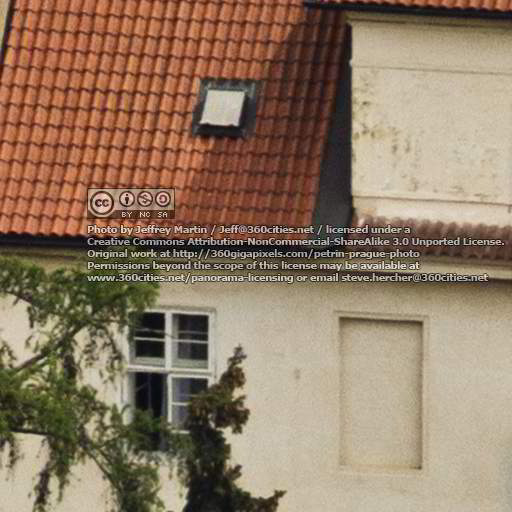 cc
BY NC SA
Photo by Jeffrey Martin / Jeff@360cities.net / licensed under a
Creative Commons Attribution-NonCommercial-ShareAlike 3.0 Unported License.
Original work at http://360gigapixels.com/petrin-prague-photo
Permissions beyond the scope of this license may be available at
www.360cities.net/panorama-licensing or email steve.hercher@360cities.net